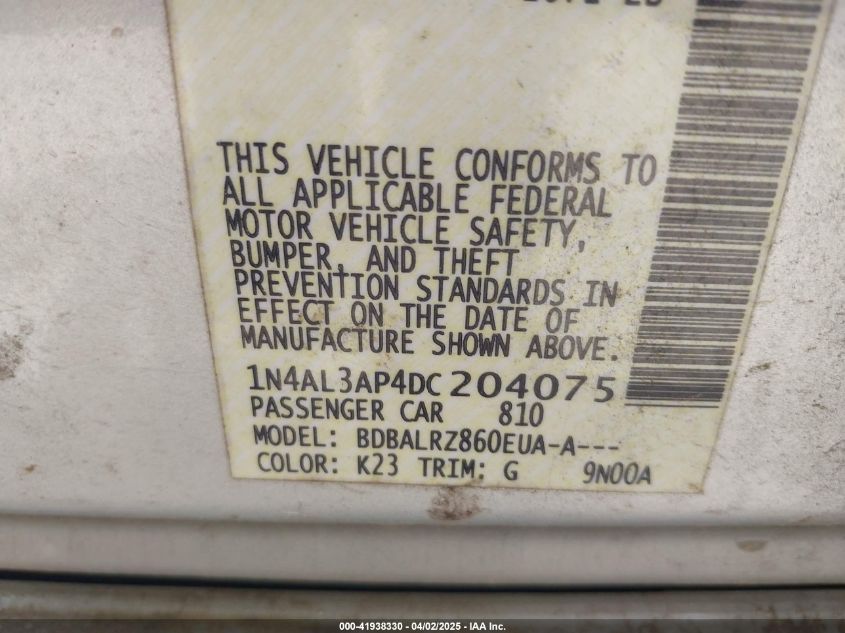 THIS VEHICLE CONFORMS TO
ALL APPLICABLE FEDERAL
MOTOR VEHICLE SAFETY,
BUMPER, AND THEFT
PREVENTION STANDARDS IN
EFFECT ON THE DATE OF
MANUFACTURE SHOWN ABOVE.
1N4AL3AP4DC204075
PASSENGER CAR 810
MODEL: BDBALRZ860EUA-A---
COLOR: K23 TRIM: G 9N00A
000-41938330 - 04/02/2025 - IAA Inc.